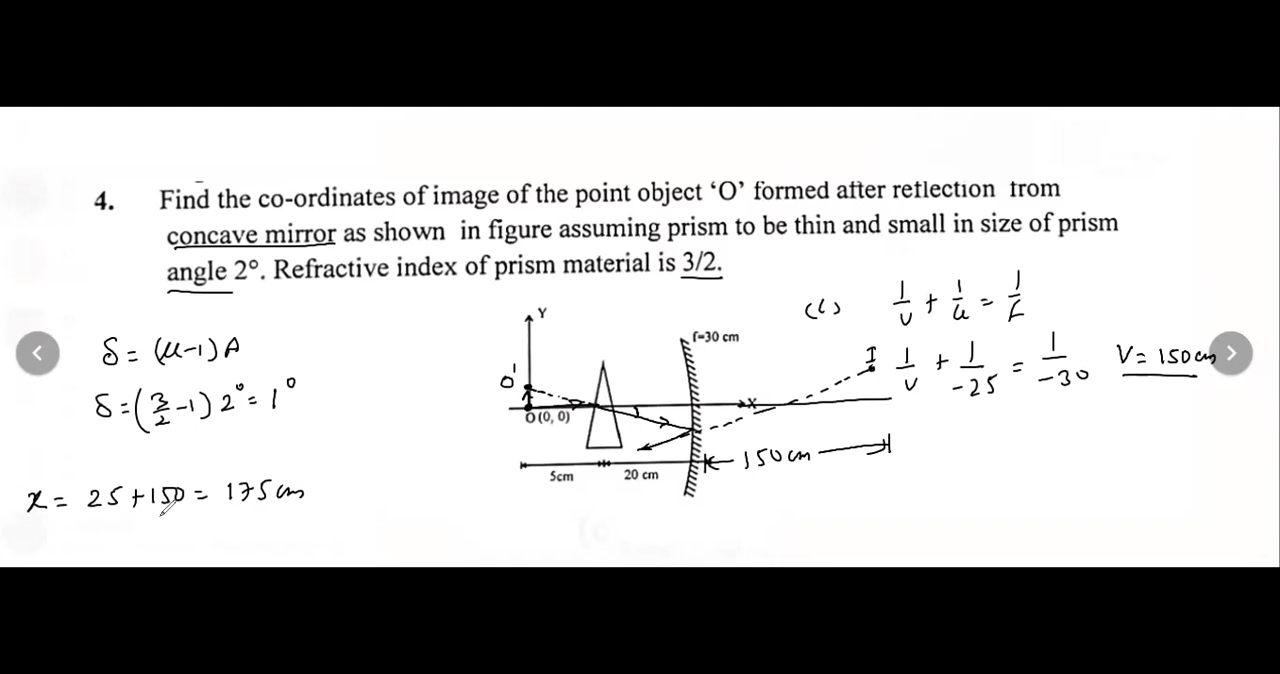 4. Find the co-ordinates of image of the point object ‘O’ formed after reflection from
concave mirror as shown in figure assuming prism to be thin and small in size of prism
angle 2°. Refractive index of prism material is 3/2.
1/v + 1/u = 1/f
δ = (μ-1) A
δ = (3/2 -1) 2° = 1°
Y
f=30 cm
I
1/v + 1/-25 = 1/-30
V = 150 cm
O'
O (0, 0)
X
150 cm
5cm
20 cm
x = 25 + 150 = 175 cm